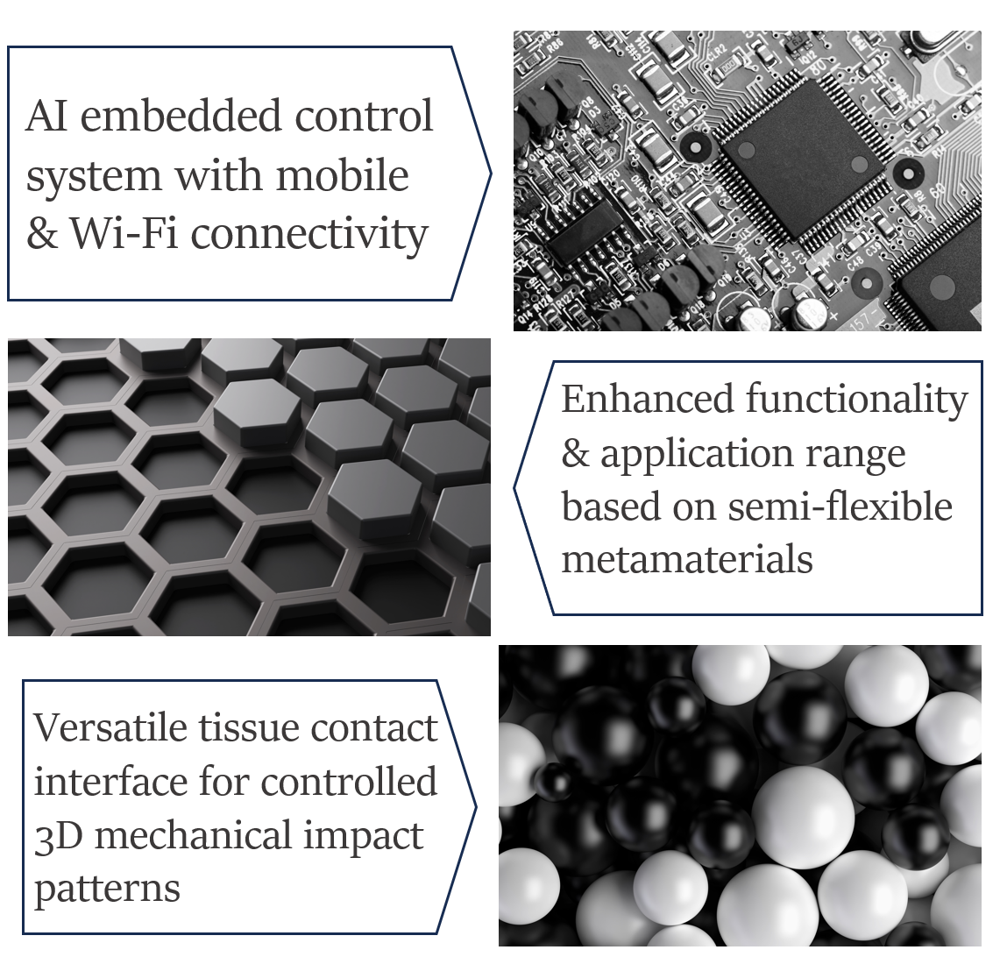 AI embedded control
system with mobile
& Wi-Fi connectivity
Enhanced functionality
& application range
based on semi-flexible
metamaterials
Versatile tissue contact
interface for controlled
3D mechanical impact
patterns